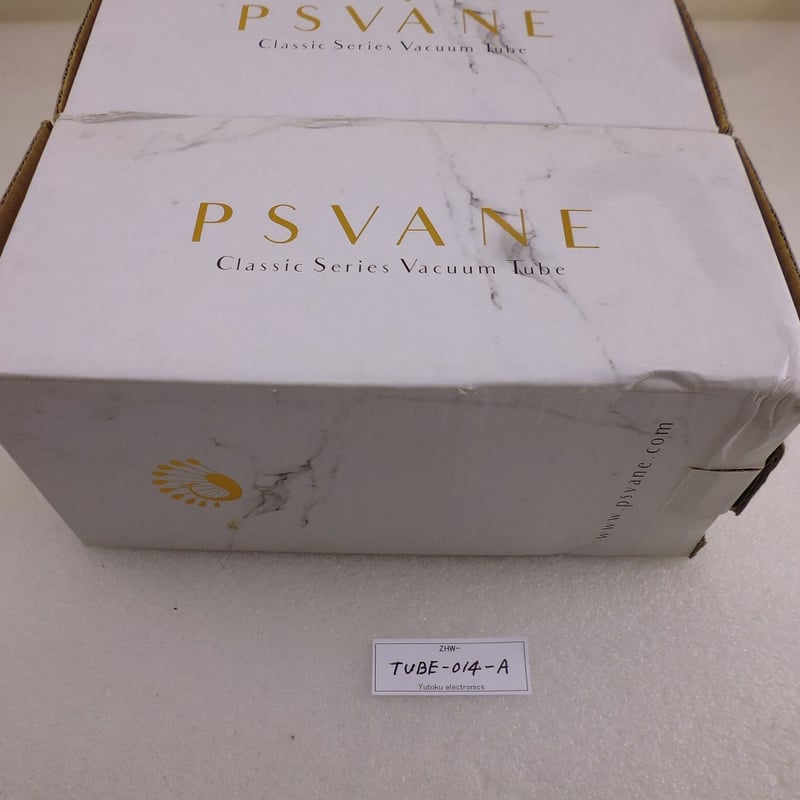 PSVANE
Classic Series Vacuum Tube
PSVANE
Classic Series Vacuum Tube
www.psvane.com
ZHW-
TUBE-014-A
Yutoku electronics